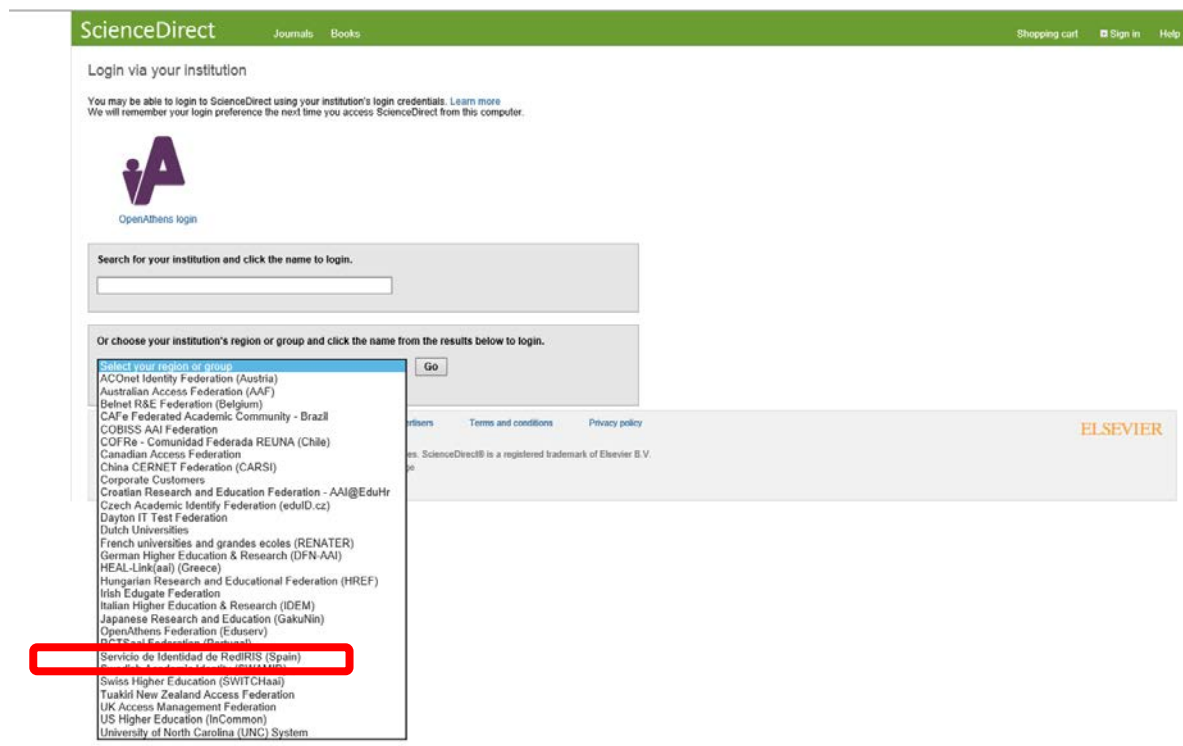 ScienceDirect Journals Books Shopping cart Sign in Help
Login via your institution
You may be able to login to ScienceDirect using your institution's login credentials. Learn more
We will remember your login preference the next time you access ScienceDirect from this computer.
OpenAthens login
Search for your institution and click the name to login.
Or choose your institution's region or group and click the name from the results below to login.
Select your region or group Go
ACOnet Identity Federation (Austria)
Australian Access Federation (AAF)
Belnet R&E Federation (Belgium)
CAFe Federated Academic Community - Brazil
COBISS AAI Federation
COFRe - Comunidad Federada REUNA (Chile)
Canadian Access Federation
China CERNET Federation (CARSI)
Corporate Customers
Croatian Research and Education Federation - AAI@EduHr
Czech Academic Identify Federation (eduID.cz)
Dayton IT Test Federation
Dutch Universities
French universities and grandes ecoles (RENATER)
German Higher Education & Research (DFN-AAI)
HEAL-Link(aai) (Greece)
Hungarian Research and Educational Federation (HREF)
Irish Edugate Federation
Italian Higher Education & Research (IDEM)
Japanese Research and Education (GakuNin)
OpenAthens Federation (Eduserv)
Servicio de Identidad de RedIRIS (Spain)
Swiss Higher Education (SWITCHaai)
Tuakiri New Zealand Access Federation
UK Access Management Federation
US Higher Education (InCommon)
University of North Carolina (UNC) System
Terms and conditions Privacy policy
ScienceDirect® is a registered trademark of Elsevier B.V.
ELSEVIER